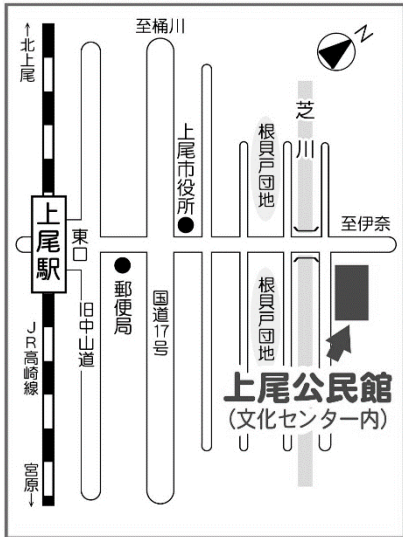 至桶川
N
←北上尾
芝川
根貝戸団地
上尾市役所
至伊奈
上尾駅
東口
郵便局
旧中山道
国道17号
根貝戸団地
JR高崎線
上尾公民館
(文化センター内)
宮原→